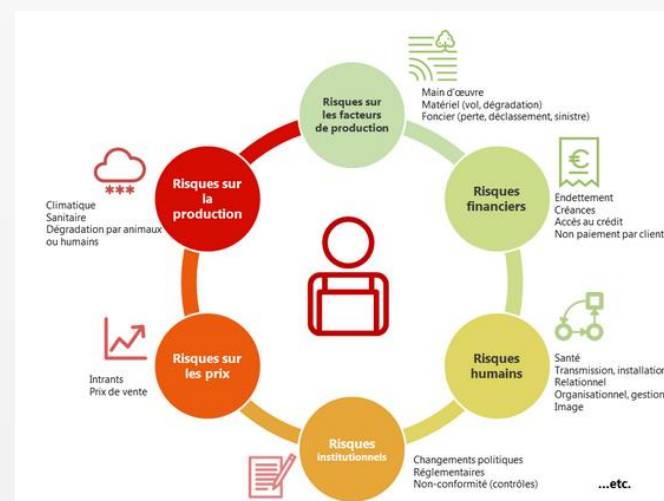 Risques sur
les facteurs
de production
Main d'œuvre
Matériel (vol, dégradation)
Foncier (perte, déclassement, sinistre)
Risques
financiers
€
Endettement
Créances
Accès au crédit
Non paiement par client
Risques
humains
Santé
Transmission, installation
Relationnel
Organisationnel, gestion
Image
Risques
institutionnels
Changements politiques
Réglementaires
Non-conformité (contrôles)
Risques sur
les prix
Intrants
Prix de vente
Risques sur
la
production
Climatique
Sanitaire
Dégradation par animaux
ou humains
...etc.